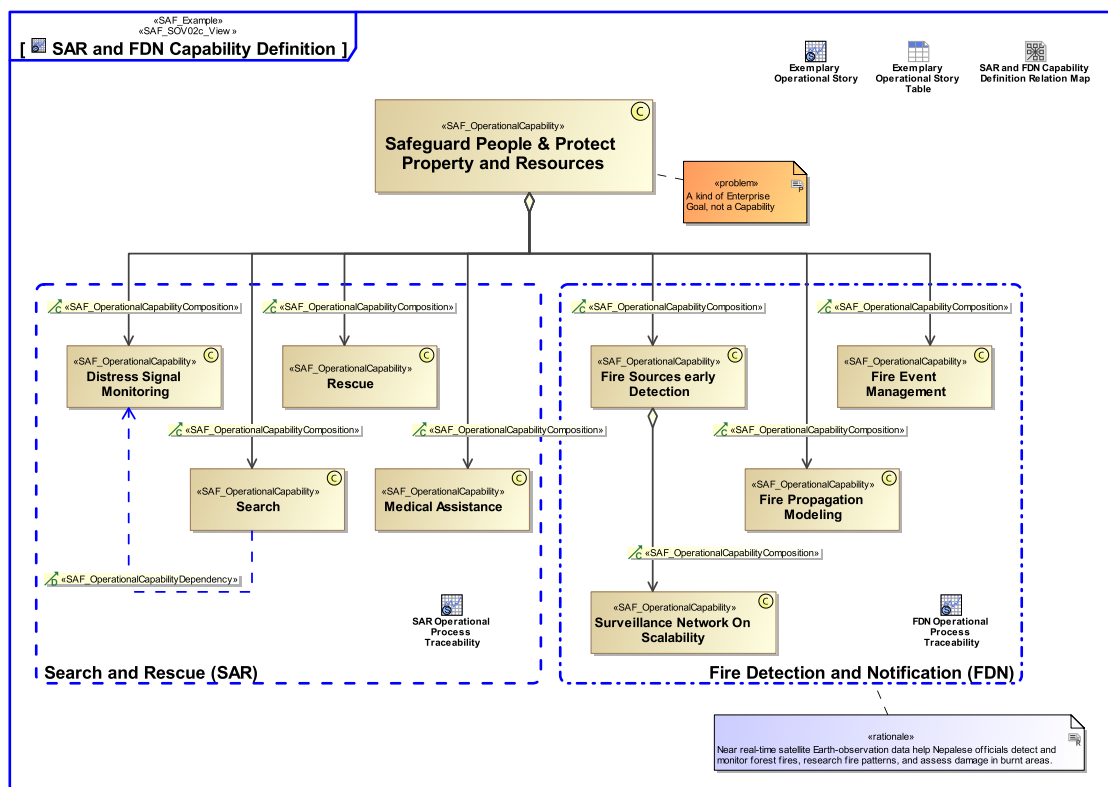 «SAF_Example»
«SAF_SOV02c_View »
[ SAR and FDN Capability Definition ]
Exemplary
Operational Story
Exemplary
Operational Story
Table
SAR and FDN Capability
Definition Relation Map
«SAF_OperationalCapability»
Safeguard People & Protect
Property and Resources
«problem»
A kind of Enterprise
Goal, not a Capability
«SAF_OperationalCapabilityComposition»
«SAF_OperationalCapabilityComposition»
«SAF_OperationalCapabilityComposition»
«SAF_OperationalCapabilityComposition»
«SAF_OperationalCapability»
Distress Signal
Monitoring
«SAF_OperationalCapability»
Rescue
«SAF_OperationalCapability»
Fire Sources early
Detection
«SAF_OperationalCapability»
Fire Event
Management
«SAF_OperationalCapabilityComposition»
«SAF_OperationalCapabilityComposition»
«SAF_OperationalCapabilityComposition»
«SAF_OperationalCapability»
Search
«SAF_OperationalCapability»
Medical Assistance
«SAF_OperationalCapability»
Fire Propagation
Modeling
«SAF_OperationalCapabilityComposition»
«SAF_OperationalCapabilityDependency»
«SAF_OperationalCapability»
Surveillance Network On
Scalability
SAR Operational
Process
Traceability
FDN Operational
Process
Traceability
Search and Rescue (SAR)
Fire Detection and Notification (FDN)
«rationale»
Near real-time satellite Earth-observation data help Nepalese officials detect and
monitor forest fires, research fire patterns, and assess damage in burnt areas.